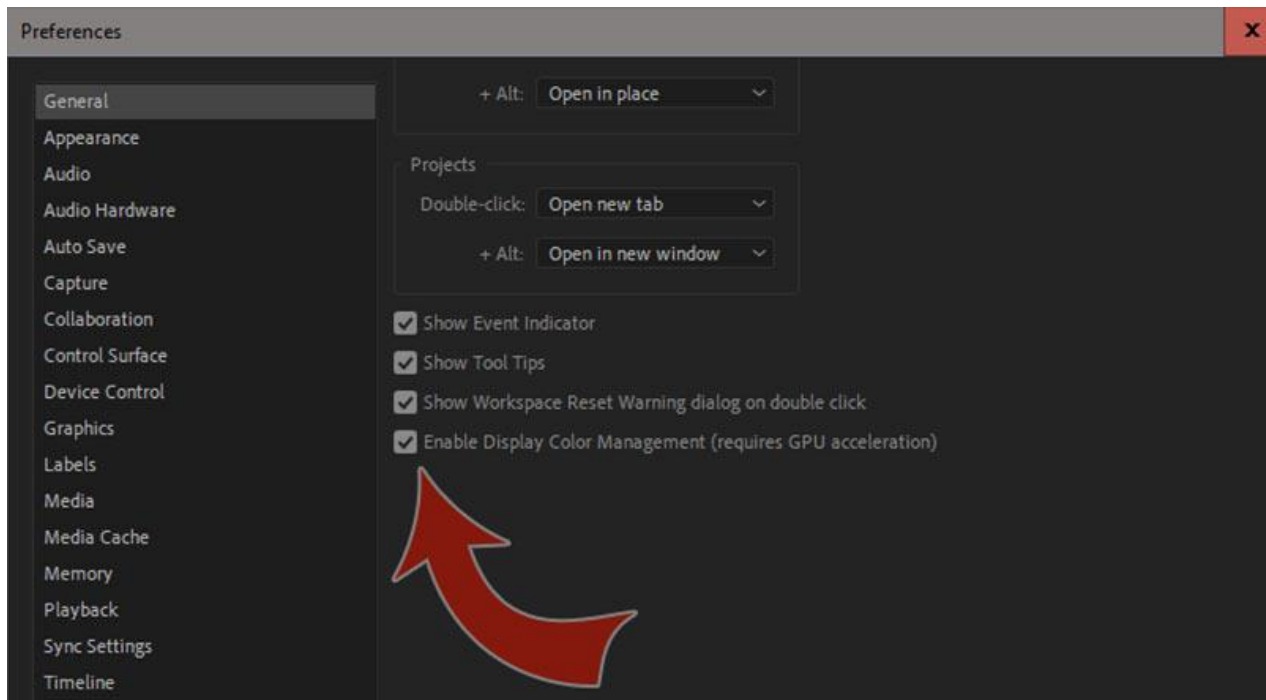 Preferences
x
General
Appearance
Audio
Audio Hardware
Auto Save
Capture
Collaboration
Control Surface
Device Control
Graphics
Labels
Media
Media Cache
Memory
Playback
Sync Settings
Timeline
+ Alt: Open in place
Projects
Double-click: Open new tab
+ Alt: Open in new window
Show Event Indicator
Show Tool Tips
Show Workspace Reset Warning dialog on double click
Enable Display Color Management (requires GPU acceleration)